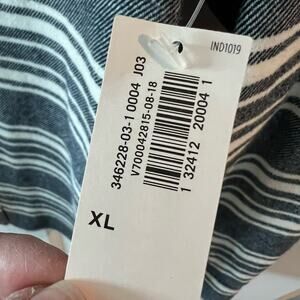 IND1019
346228-03-1 0004 J03
V700042815-08-18
1 32412 20004 1
XL